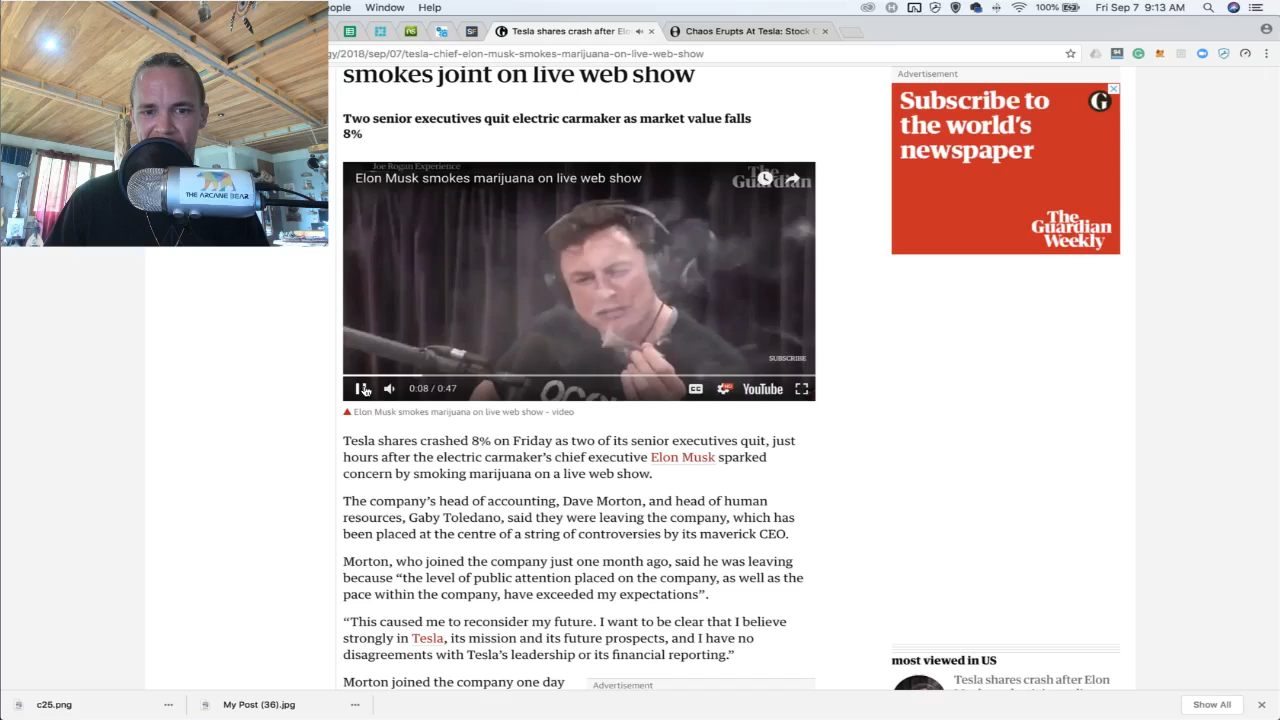 eople Window Help
100%
Fri Sep 7 9:13 AM
Tesla shares crash after Elo
Chaos Erupts At Tesla: Stock C
gy/2018/sep/07/tesla-chief-elon-musk-smokes-marijuana-on-live-web-show
THE ARCANE BEAR
smokes joint on live web show
Two senior executives quit electric carmaker as market value falls
8%
Joe Rogan Experience
Elon Musk smokes marijuana on live web show
The Guardian
SUBSCRIBE
0:08 / 0:47
CC
HD
YouTube
Elon Musk smokes marijuana on live web show - video
Tesla shares crashed 8% on Friday as two of its senior executives quit, just
hours after the electric carmaker's chief executive Elon Musk sparked
concern by smoking marijuana on a live web show.
The company's head of accounting, Dave Morton, and head of human
resources, Gaby Toledano, said they were leaving the company, which has
been placed at the centre of a string of controversies by its maverick CEO.
Morton, who joined the company just one month ago, said he was leaving
because “the level of public attention placed on the company, as well as the
pace within the company, have exceeded my expectations”.
“This caused me to reconsider my future. I want to be clear that I believe
strongly in Tesla, its mission and its future prospects, and I have no
disagreements with Tesla's leadership or its financial reporting.”
Morton joined the company one day
Advertisement
Advertisement
Subscribe to
the world's
newspaper
G
The
Guardian
Weekly
most viewed in US
Tesla shares crash after Elon
c25.png
My Post (36).jpg
Show All